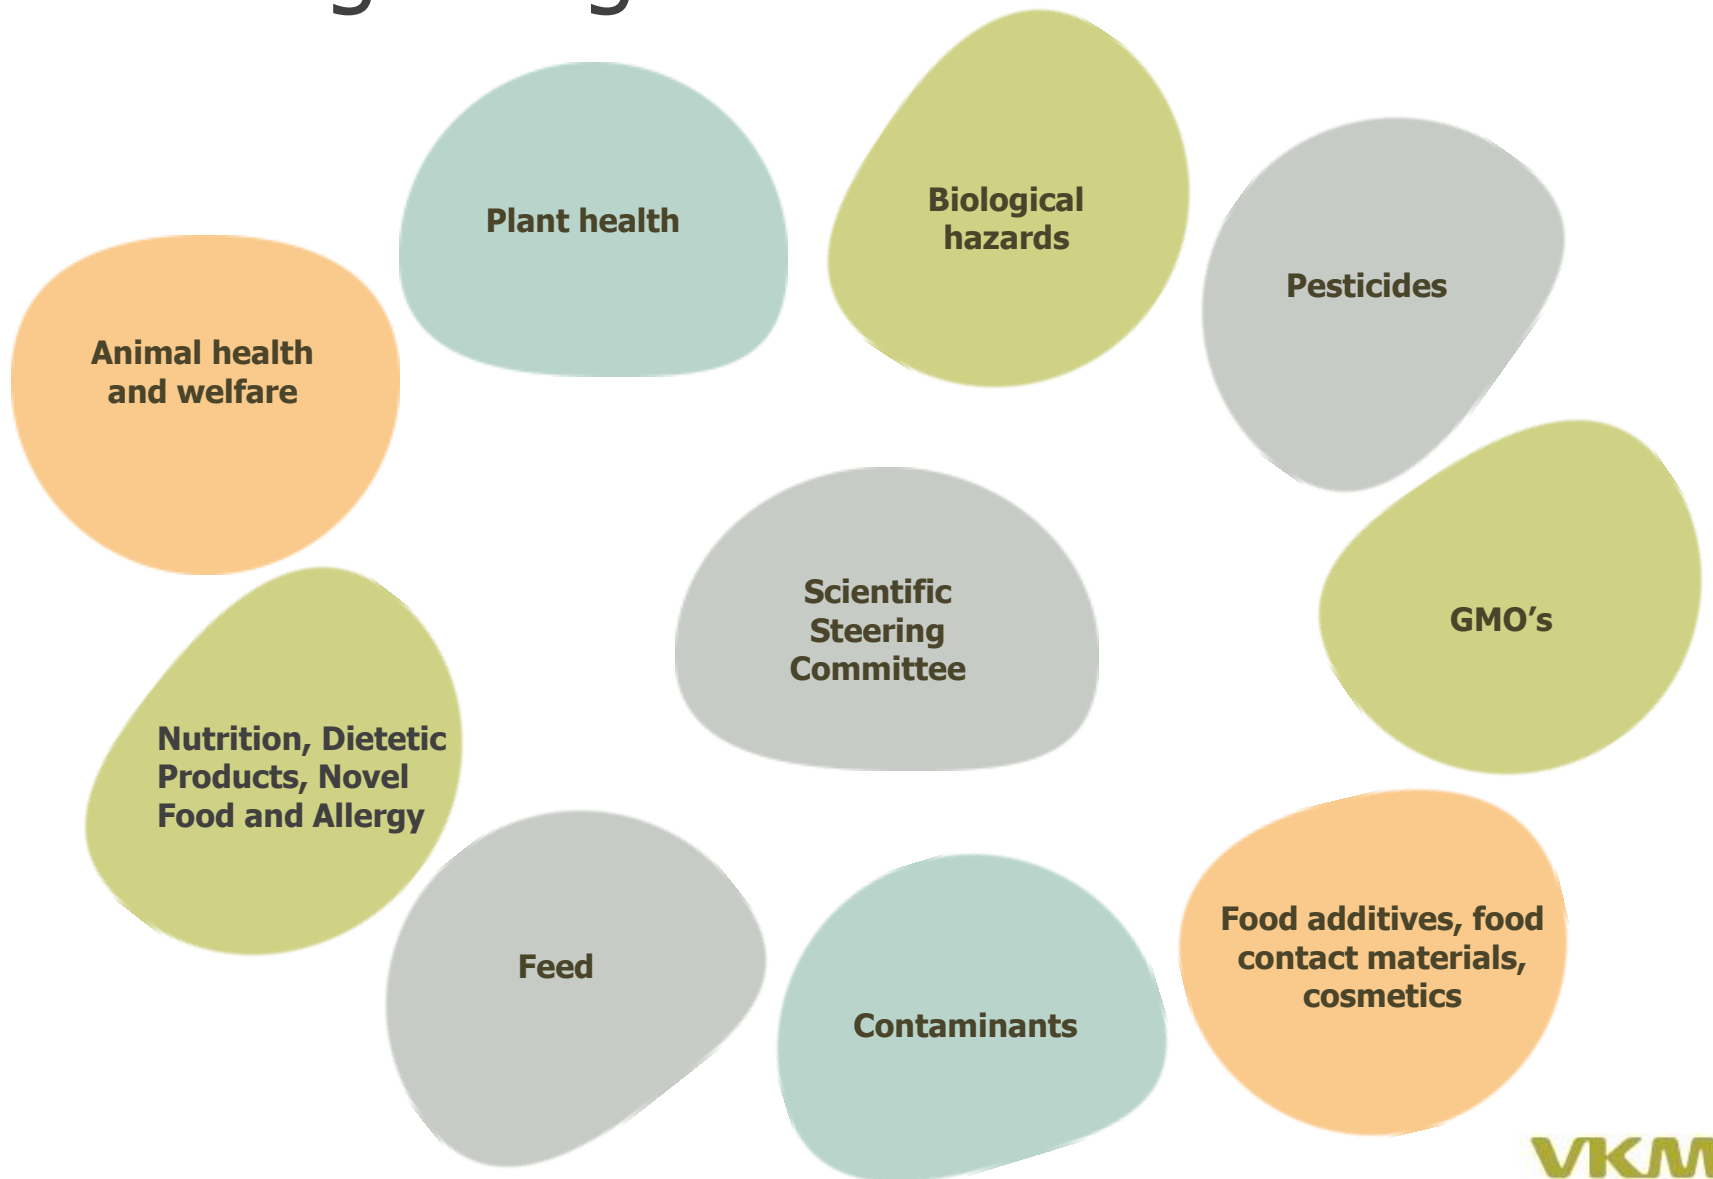 Plant health
Biological
hazards
Pesticides
Animal health
and welfare
Scientific
Steering
Committee
GMO’s
Nutrition, Dietetic
Products, Novel
Food and Allergy
Feed
Contaminants
Food additives, food
contact materials,
cosmetics
VKM